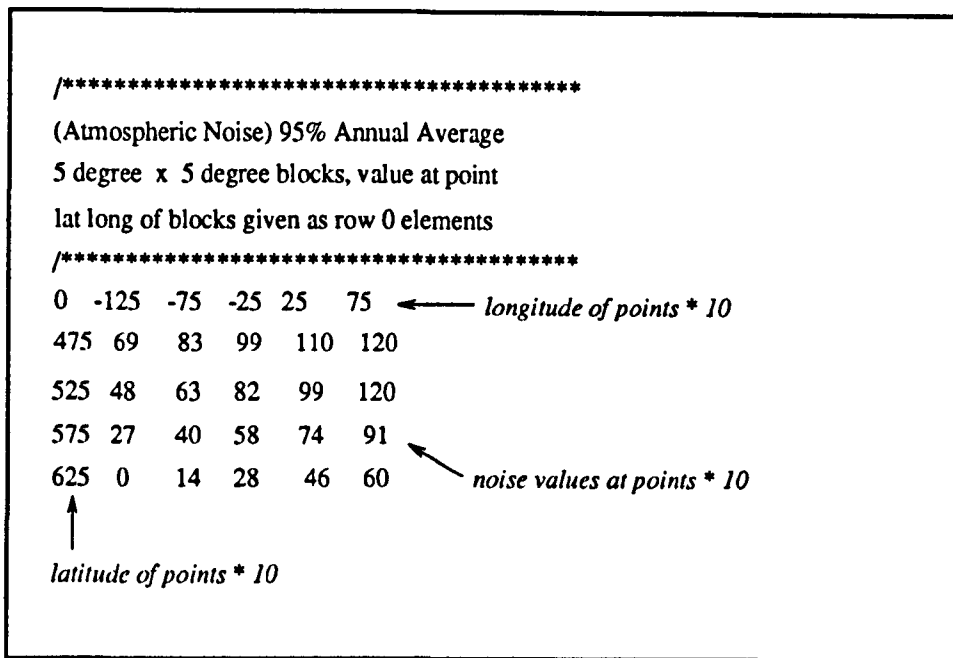 /****************************************
(Atmospheric Noise) 95% Annual Average
5 degree x 5 degree blocks, value at point
lat long of blocks given as row 0 elements
/****************************************
0 -125 -75 -25 25 75 longitude of points * 10
475 69 83 99 110 120
525 48 63 82 99 120
575 27 40 58 74 91
625 0 14 28 46 60 noise values at points * 10
latitude of points * 10